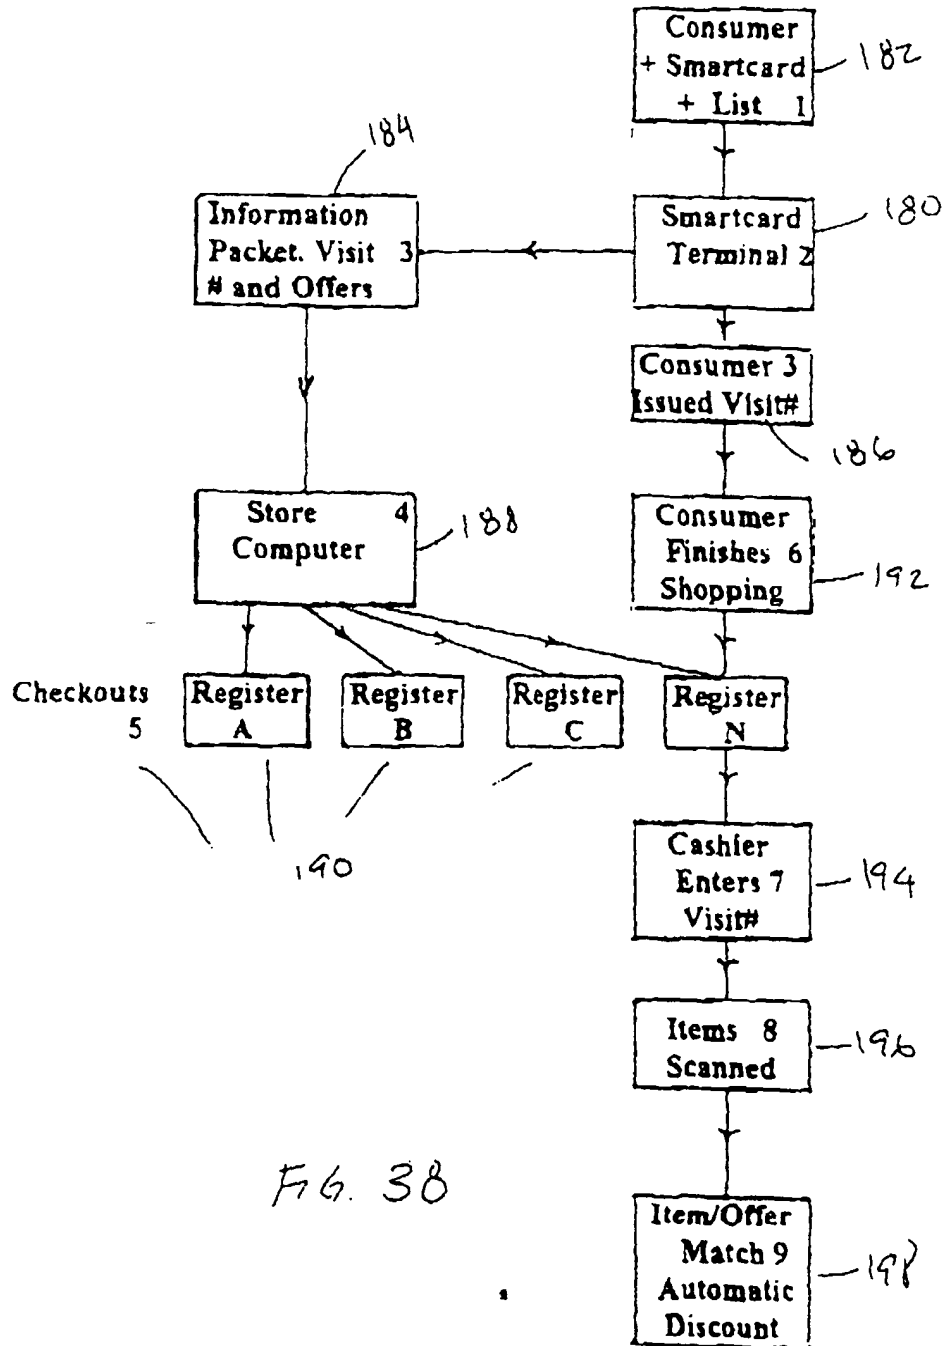 Consumer
+ Smartcard
+ List 1
182
184
Information
Packet. Visit 3
# and Offers
Smartcard
Terminal 2
180
Consumer 3
Issued Visit#
186
Store 4
Computer
188
Consumer
Finishes 6
Shopping
192
Checkouts
5
Register
A
Register
B
Register
C
Register
N
190
Cashier
Enters 7
Visit#
194
Items 8
Scanned
196
FIG. 38
Item/Offer
Match 9
Automatic
Discount
198